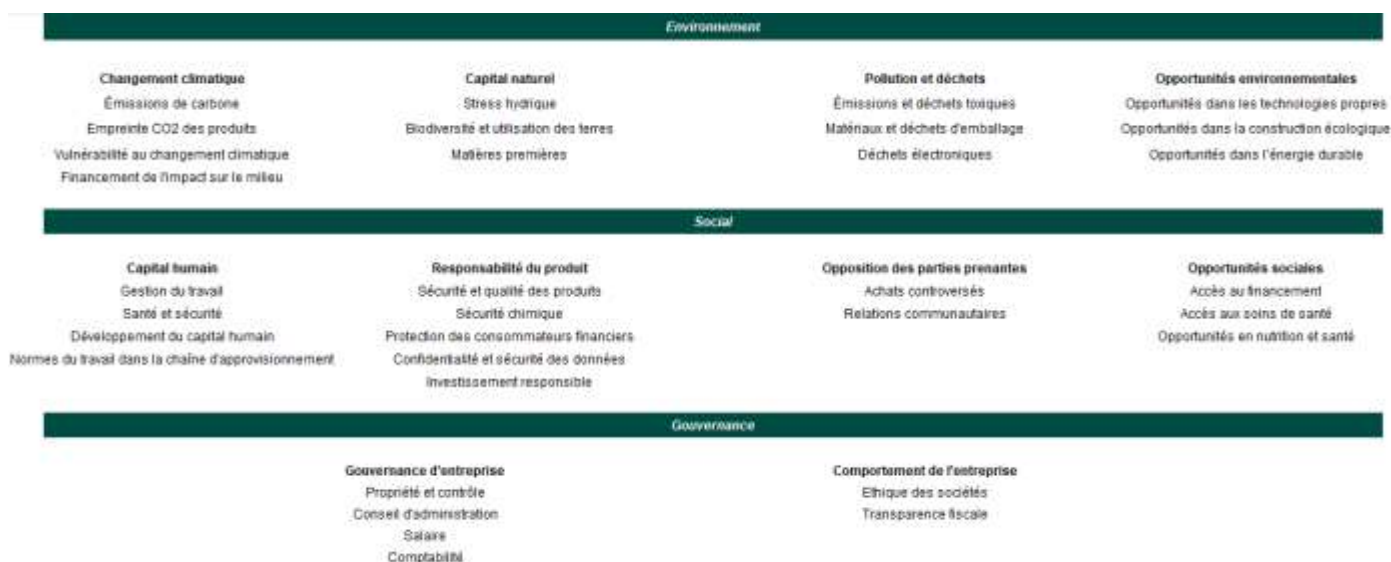 Environnement
Changement climatique
Émissions de carbone
Empreinte CO2 des produits
Vulnérabilité au changement climatique
Financement de l'impact sur le milieu
Capital naturel
Stress hydrique
Biodiversité et utilisation des terres
Matières premières
Pollution et déchets
Émissions et déchets toxiques
Matériaux et déchets d'emballage
Déchets électroniques
Opportunités environnementales
Opportunités dans les technologies propres
Opportunités dans la construction écologique
Opportunités dans l'énergie durable
Social
Capital humain
Gestion du travail
Santé et sécurité
Développement du capital humain
Normes du travail dans la chaîne d'approvisionnement
Responsabilité du produit
Sécurité et qualité des produits
Sécurité chimique
Protection des consommateurs financiers
Confidentialité et sécurité des données
Investissement responsable
Opposition des parties prenantes
Achats controversés
Relations communautaires
Opportunités sociales
Accès au financement
Accès aux soins de santé
Opportunités en nutrition et santé
Gouvernance
Gouvernance d'entreprise
Propriété et contrôle
Conseil d'administration
Salaire
Comptabilité
Comportement de l'entreprise
Ethique des sociétés
Transparence fiscale